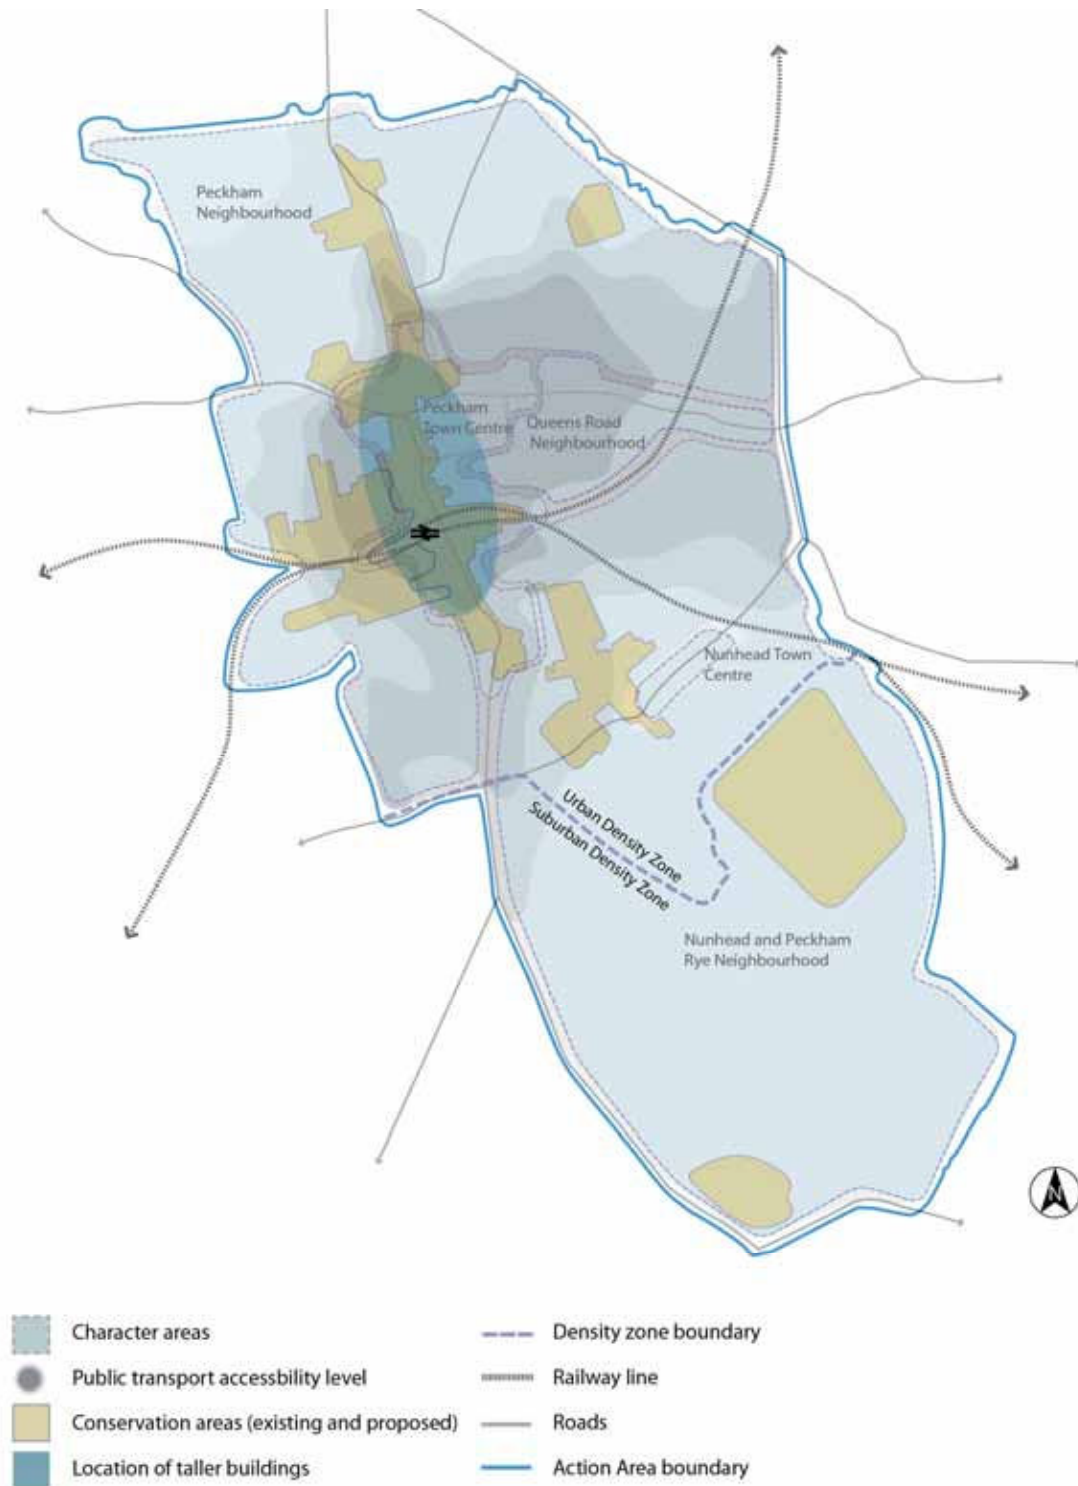 Peckham
Neighbourhood
Peckham
Town Centre
Queens Road
Neighbourhood
Nunhead Town
Centre
Urban Density Zone
Suburban Density Zone
Nunhead and Peckham
Rye Neighbourhood
N
Character areas
Public transport accessbility level
Conservation areas (existing and proposed)
Location of taller buildings
Density zone boundary
Railway line
Roads
Action Area boundary